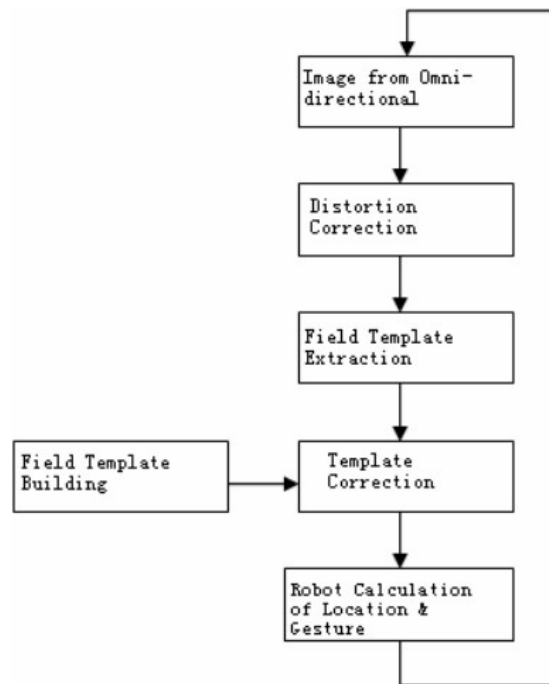 Image from Omni-
directional
Distortion
Correction
Field Template
Extraction
Field Template
Building
Template
Correction
Robot Calculation
of Location &
Gesture